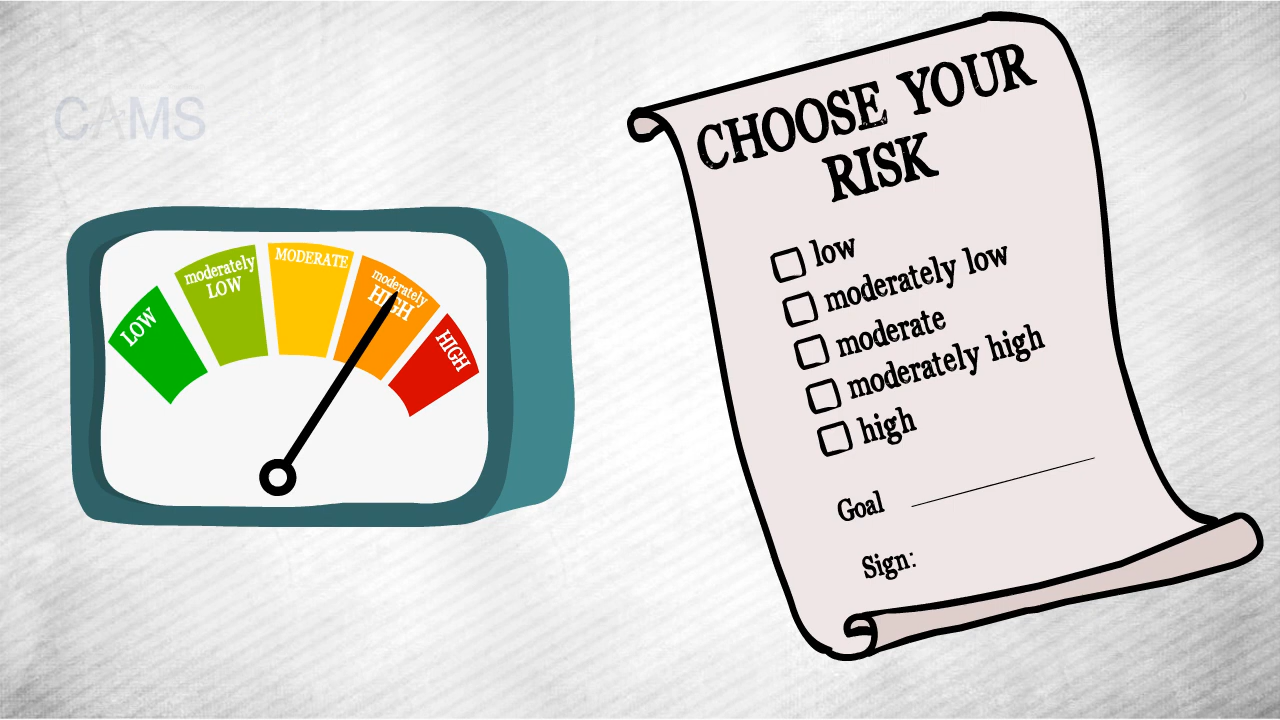 CAMS
LOW
moderately
LOW
MODERATE
moderately
HIGH
HIGH
CHOOSE YOUR
RISK
low
moderately low
moderate
moderately high
high
Goal
Sign: